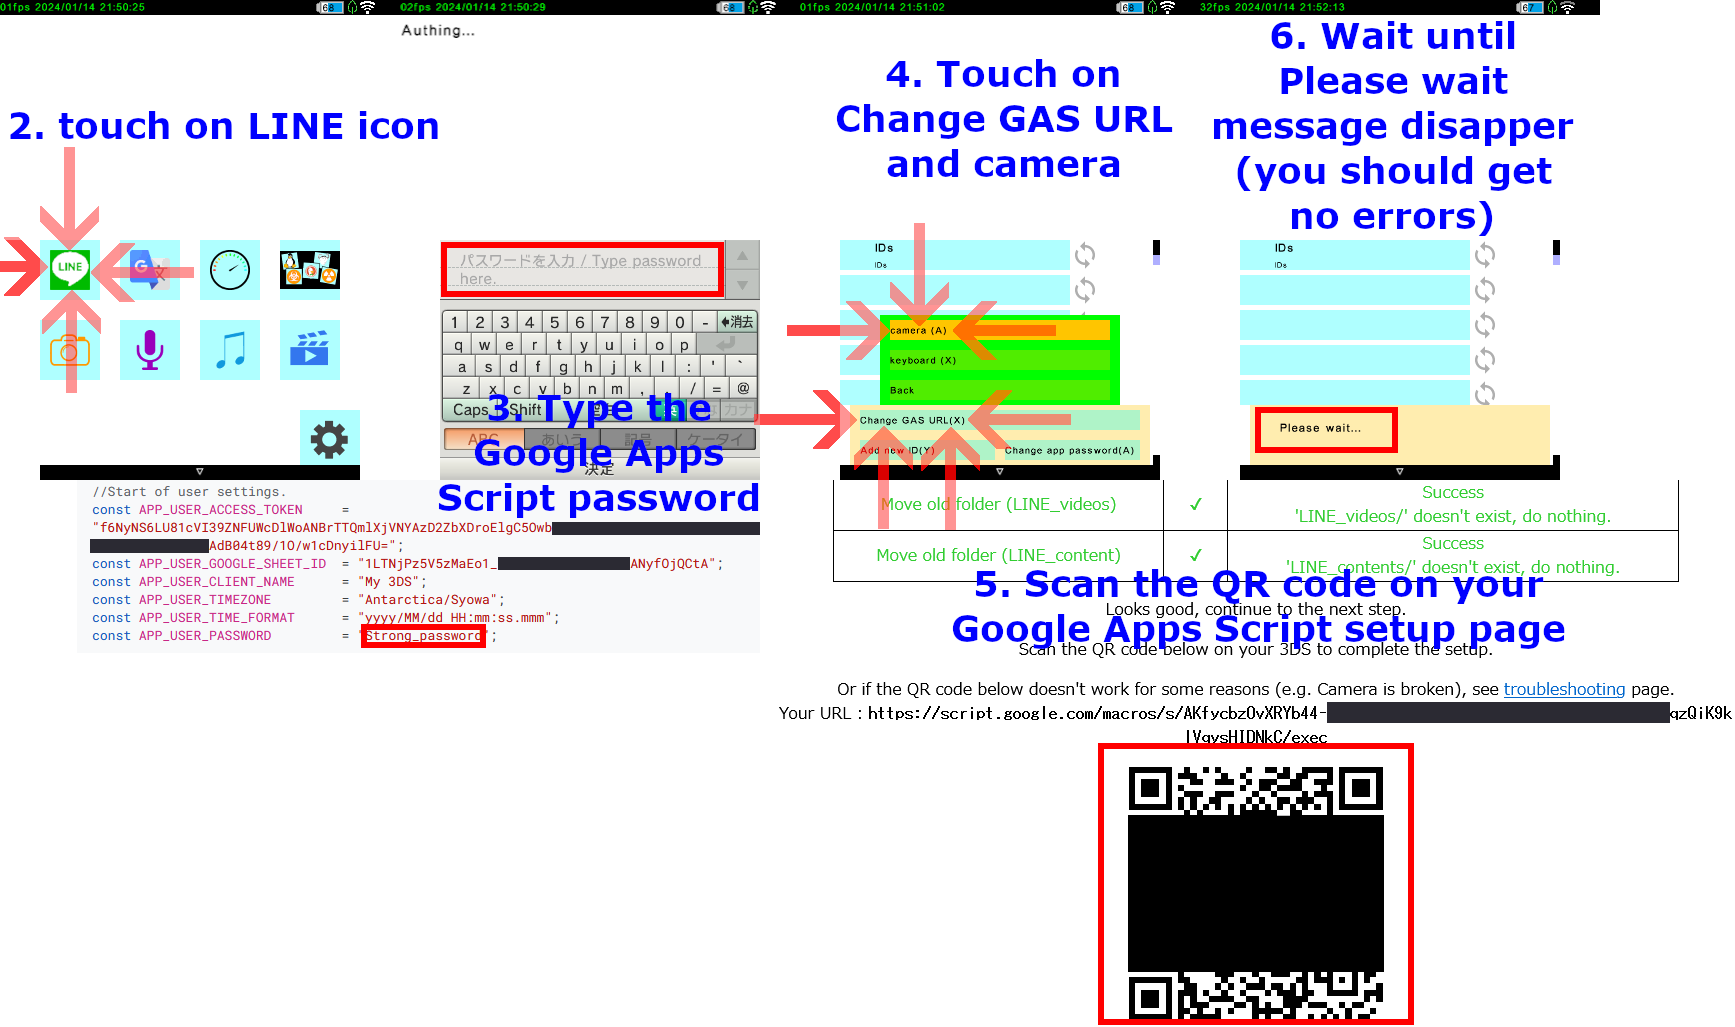 01fps 2024/01/14 21:50:25
68
2. touch on LINE icon
LINE
G
文
//Start of user settings.
const APP_USER_ACCESS_TOKEN =
"f6NyNS6LU81cVI39ZNFUWcDlWoANBrTTQmlXjVNYAzD2ZbXDroElgC5Owb
AdB04t89/1O/w1cDnyilFU=";
const APP_USER_GOOGLE_SHEET_ID = "1LTNjPz5V5zMaEo1_ ANyfOjQCtA";
const APP_USER_CLIENT_NAME = "My 3DS";
const APP_USER_TIMEZONE = "Antarctica/Syowa";
const APP_USER_TIME_FORMAT = "yyyy/MM/dd HH:mm:ss.mmm";
const APP_USER_PASSWORD = "Strong_password";
02fps 2024/01/14 21:50:29
68
Authing...
パスワードを入力 / Type password
here.
1 2 3 4 5 6 7 8 9 0 - 消去
q w e r t y u i o p
a s d f g h j k l : ' `
z x c v b n m , . / = @
Caps Shift
カナ
ABC あいう 記号 ケータイ
決定
3. Type the
Google Apps
Script password
01fps 2024/01/14 21:51:02
68
4. Touch on
Change GAS URL
and camera
IDs
IDs
camera (A)
keyboard (X)
Back
Change GAS URL(X)
Add new ID(Y) Change app password(A)
32fps 2024/01/14 21:52:13
67
6. Wait until
Please wait
message disapper
(you should get
no errors)
IDs
IDs
Please wait...
Move old folder (LINE_videos) ✓ Success
'LINE_videos/' doesn't exist, do nothing.
Move old folder (LINE_content) ✓ Success
'LINE_contents/' doesn't exist, do nothing.
5. Scan the QR code on your
Google Apps Script setup page
Looks good, continue to the next step.
Scan the QR code below on your 3DS to complete the setup.
Or if the QR code below doesn't work for some reasons (e.g. Camera is broken), see troubleshooting page.
Your URL : https://script.google.com/macros/s/AKfycbzOvXRYb44- qzQiK9k
lVqysHIDNkC/exec